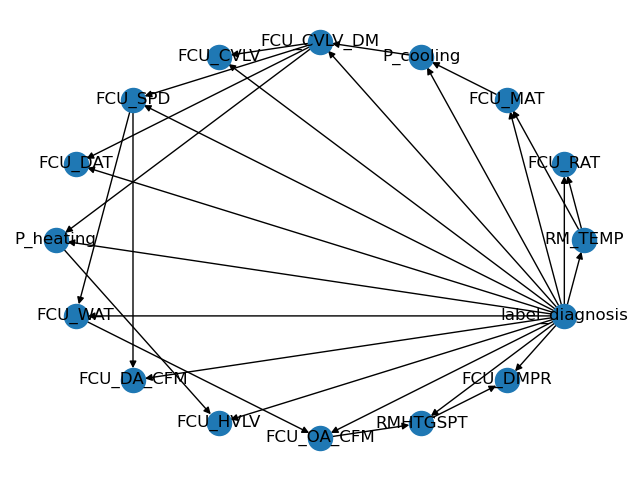 FCU_CVLV_DM
FCU_CVLV
P_cooling
FCU_SPD
FCU_MAT
FCU_DAT
FCU_RAT
P_heating
RM_TEMP
FCU_WAT
label_diagnosis
FCU_DA_CFM
FCU_DMPR
FCU_HVLV
RMHTGSPT
FCU_OA_CFM